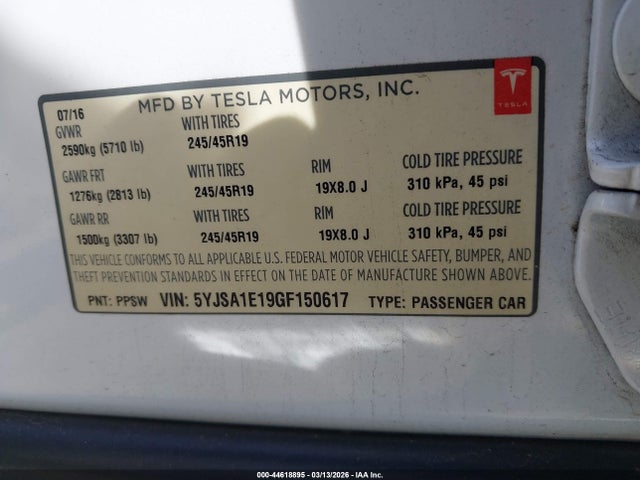 MFD BY TESLA MOTORS, INC.
TESLA
07/16
GVWR WITH TIRES
2590kg (5710 lb) 245/45R19
GAWR FRT WITH TIRES RIM COLD TIRE PRESSURE
1276kg (2813 lb) 245/45R19 19X8.0 J 310 kPa, 45 psi
GAWR RR WITH TIRES RIM COLD TIRE PRESSURE
1500kg (3307 lb) 245/45R19 19X8.0 J 310 kPa, 45 psi
THIS VEHICLE CONFORMS TO ALL APPLICABLE U.S. FEDERAL MOTOR VEHICLE SAFETY, BUMPER, AND
THEFT PREVENTION STANDARDS IN EFFECT ON THE DATE OF MANUFACTURE SHOWN ABOVE.
PNT: PPSW VIN: 5YJSA1E19GF150617 TYPE: PASSENGER CAR
000-44618895 - 03/13/2026 - IAA Inc.